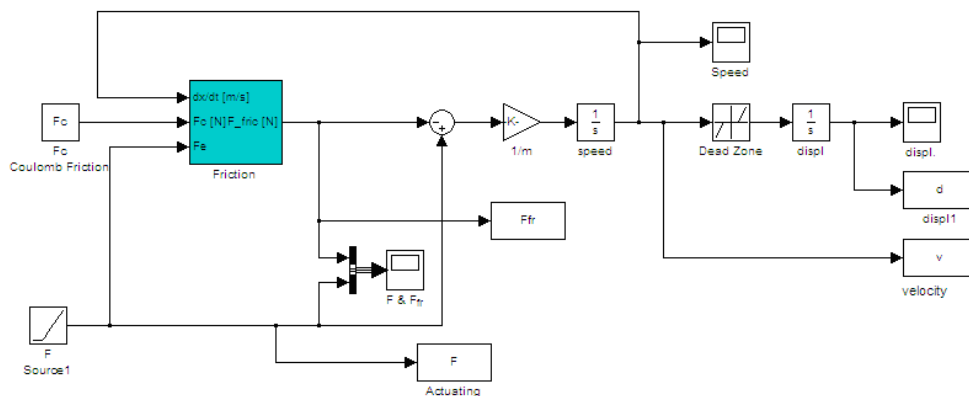 Speed
dx/dt [m/s]
Fc
Fc [N] F_fric [N]
Fe
Fc
Coulomb Friction
Friction
-
+
K-
1/m
1
s
speed
Dead Zone
1
s
displ
displ.
d
displ1
Ffr
v
velocity
F & Ffr
F
Source1
F
Actuating